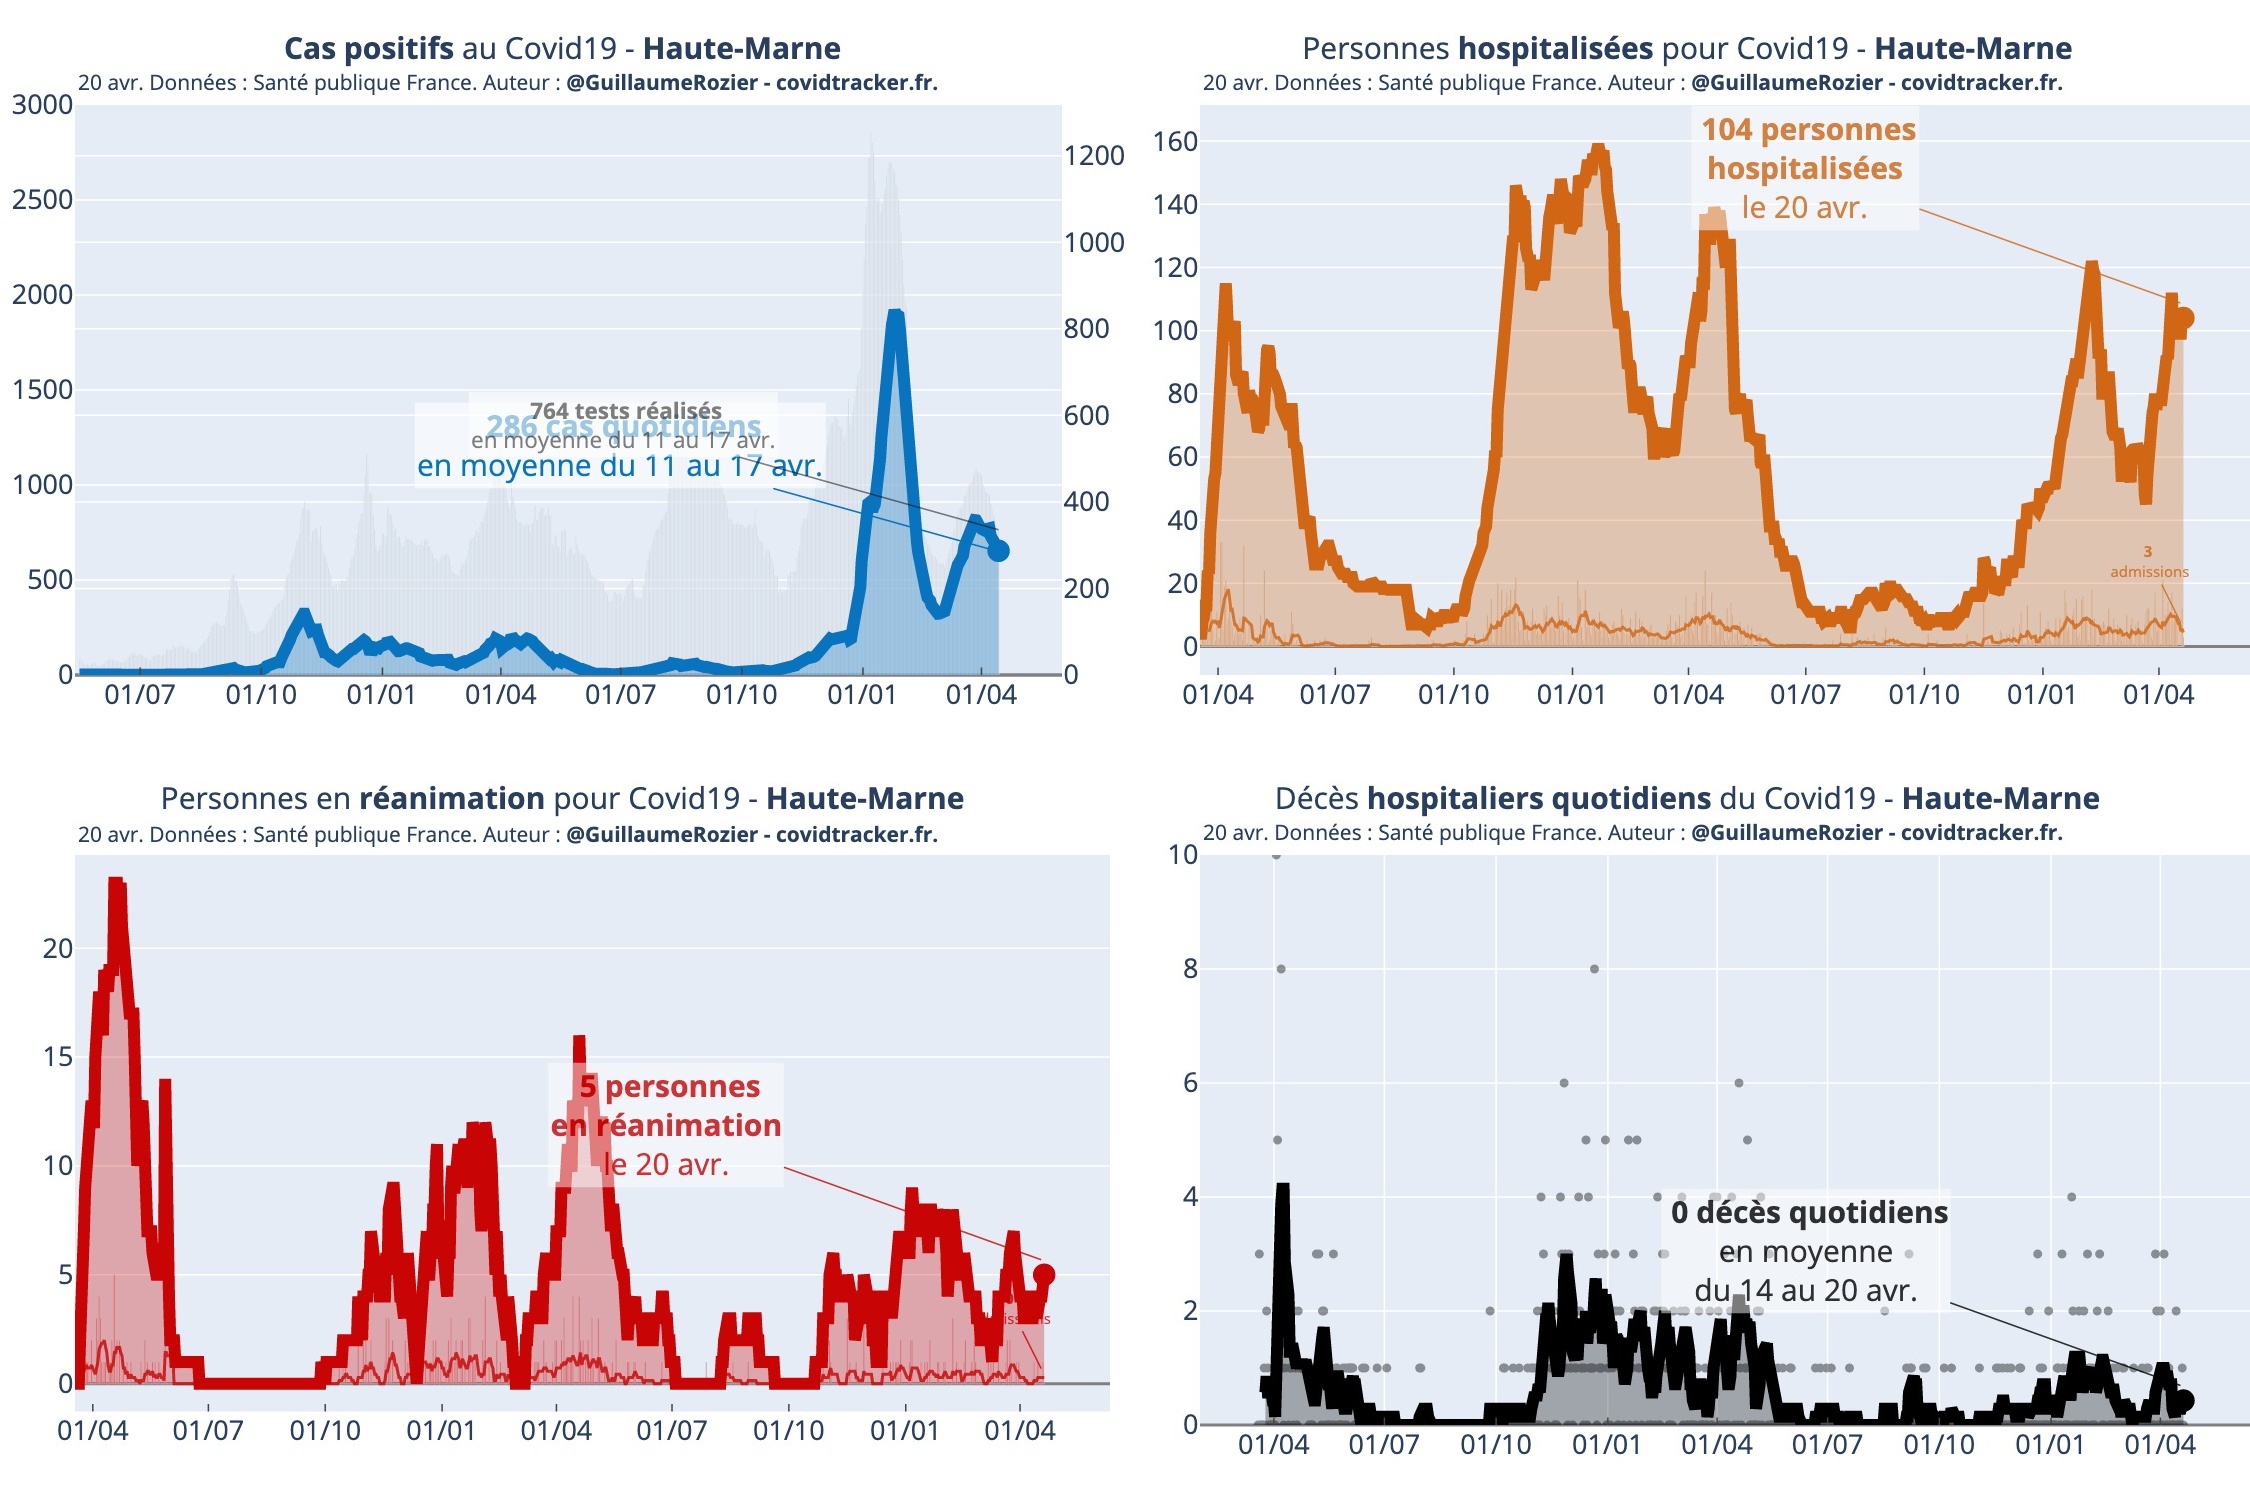 Cas positifs au Covid19 - Haute-Marne
20 avr. Données : Santé publique France. Auteur : @GuillaumeRozier - covidtracker.fr.
3000
2500
2000
1500
1000
500
0
1200
1000
800
600
400
200
0
764 tests réalisés
en moyenne du 11 au 17 avr.
286 cas quotidiens
en moyenne du 11 au 17 avr.
01/07 01/10 01/01 01/04 01/07 01/10 01/01 01/04
Personnes hospitalisées pour Covid19 - Haute-Marne
20 avr. Données : Santé publique France. Auteur : @GuillaumeRozier - covidtracker.fr.
160
140
120
100
80
60
40
20
0
104 personnes
hospitalisées
le 20 avr.
3
admissions
01/04 01/07 01/10 01/01 01/04 01/07 01/10 01/01 01/04
Personnes en réanimation pour Covid19 - Haute-Marne
20 avr. Données : Santé publique France. Auteur : @GuillaumeRozier - covidtracker.fr.
20
15
10
5
0
5 personnes
en réanimation
le 20 avr.
01/04 01/07 01/10 01/01 01/04 01/07 01/10 01/01 01/04
Décès hospitaliers quotidiens du Covid19 - Haute-Marne
20 avr. Données : Santé publique France. Auteur : @GuillaumeRozier - covidtracker.fr.
10
8
6
4
2
0
0 décès quotidiens
en moyenne
du 14 au 20 avr.
01/04 01/07 01/10 01/01 01/04 01/07 01/10 01/01 01/04